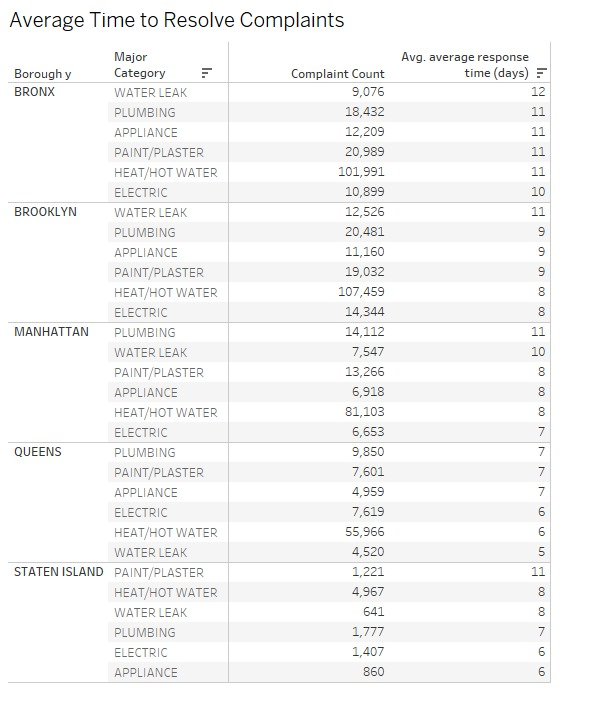 Average Time to Resolve Complaints
Major Avg. average response
Borough y Category Complaint Count time (days)
BRONX WATER LEAK 9,076 12
PLUMBING 18,432 11
APPLIANCE 12,209 11
PAINT/PLASTER 20,989 11
HEAT/HOT WATER 101,991 11
ELECTRIC 10,899 10
BROOKLYN WATER LEAK 12,526 11
PLUMBING 20,481 9
APPLIANCE 11,160 9
PAINT/PLASTER 19,032 9
HEAT/HOT WATER 107,459 8
ELECTRIC 14,344 8
MANHATTAN PLUMBING 14,112 11
WATER LEAK 7,547 10
PAINT/PLASTER 13,266 8
APPLIANCE 6,918 8
HEAT/HOT WATER 81,103 8
ELECTRIC 6,653 7
QUEENS PLUMBING 9,850 7
PAINT/PLASTER 7,601 7
APPLIANCE 4,959 7
ELECTRIC 7,619 6
HEAT/HOT WATER 55,966 6
WATER LEAK 4,520 5
STATEN ISLAND PAINT/PLASTER 1,221 11
HEAT/HOT WATER 4,967 8
WATER LEAK 641 8
PLUMBING 1,777 7
ELECTRIC 1,407 6
APPLIANCE 860 6